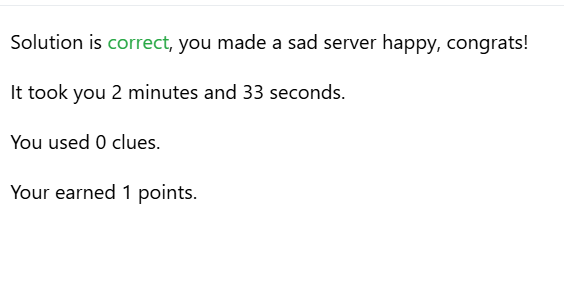 Solution is correct, you made a sad server happy, congrats!
It took you 2 minutes and 33 seconds.
You used 0 clues.
Your earned 1 points.